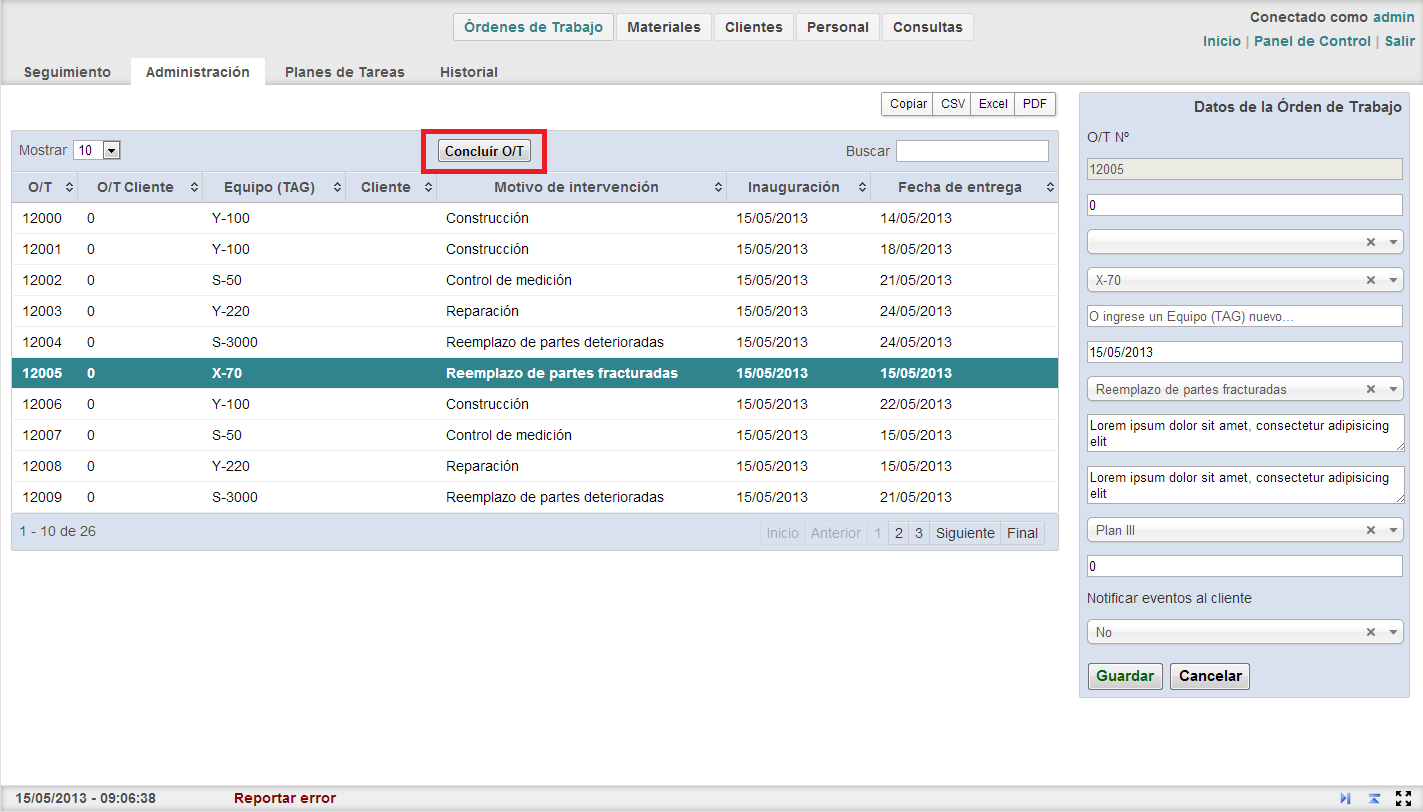 Órdenes de Trabajo Materiales Clientes Personal Consultas
Conectado como admin
Inicio | Panel de Control | Salir
Seguimiento Administración Planes de Tareas Historial
Copiar CSV Excel PDF
Mostrar 10 Concluír O/T Buscar
O/T O/T Cliente Equipo (TAG) Cliente Motivo de intervención Inauguración Fecha de entrega
12000 0 Y-100 Construcción 15/05/2013 14/05/2013
12001 0 Y-100 Construcción 15/05/2013 18/05/2013
12002 0 S-50 Control de medición 15/05/2013 21/05/2013
12003 0 Y-220 Reparación 15/05/2013 24/05/2013
12004 0 S-3000 Reemplazo de partes deterioradas 15/05/2013 24/05/2013
12005 0 X-70 Reemplazo de partes fracturadas 15/05/2013 15/05/2013
12006 0 Y-100 Construcción 15/05/2013 22/05/2013
12007 0 S-50 Control de medición 15/05/2013 15/05/2013
12008 0 Y-220 Reparación 15/05/2013 15/05/2013
12009 0 S-3000 Reemplazo de partes deterioradas 15/05/2013 21/05/2013
1 - 10 de 26 Inicio Anterior 1 2 3 Siguiente Final
Datos de la Órden de Trabajo
O/T Nº
12005
0
X-70
O ingrese un Equipo (TAG) nuevo...
15/05/2013
Reemplazo de partes fracturadas
Lorem ipsum dolor sit amet, consectetur adipisicing
elit
Lorem ipsum dolor sit amet, consectetur adipisicing
elit
Plan III
0
Notificar eventos al cliente
No
Guardar Cancelar
15/05/2013 - 09:06:38 Reportar error